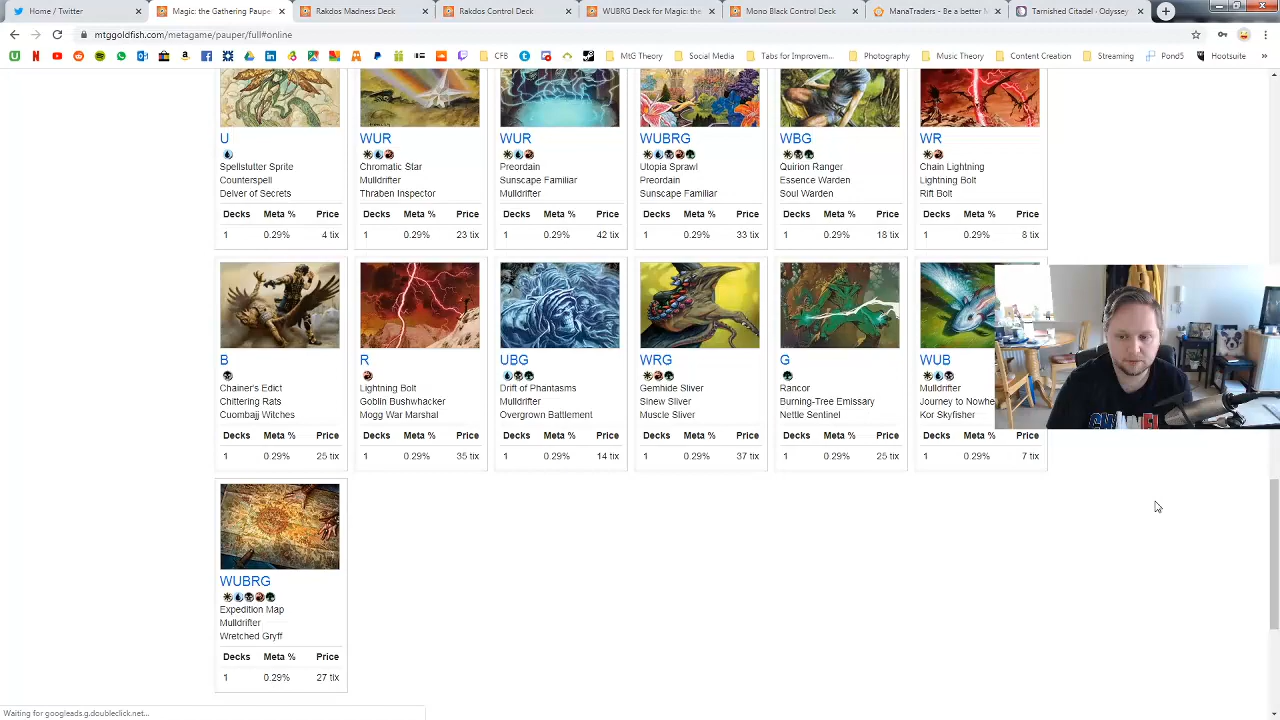 Home / Twitter
Magic: the Gathering Paupe
Rakdos Madness Deck
Rakdos Control Deck
WUBRG Deck for Magic: the
Mono Black Control Deck
ManaTraders - Be a better M
Tarnished Citadel - Odyssey
mtggoldfish.com/metagame/pauper/full#online
CFB
MtG Theory
Social Media
Tabs for Improvem...
Photography
Music Theory
Content Creation
Streaming
Pond5
Hootsuite
U WUR WUR WUBRG WBG WR
Spellstutter Sprite Chromatic Star Preordain Utopia Sprawl Quirion Ranger Chain Lightning
Counterspell Mulldrifter Sunscape Familiar Preordain Essence Warden Lightning Bolt
Delver of Secrets Thraben Inspector Mulldrifter Sunscape Familiar Soul Warden Rift Bolt
Decks Meta % Price Decks Meta % Price Decks Meta % Price Decks Meta % Price Decks Meta % Price Decks Meta % Price
1 0.29% 4 tix 1 0.29% 23 tix 1 0.29% 42 tix 1 0.29% 33 tix 1 0.29% 18 tix 1 0.29% 8 tix
B R UBG WRG G WUB
Chainer's Edict Lightning Bolt Drift of Phantasms Gemhide Sliver Rancor Mulldrifter
Chittering Rats Goblin Bushwhacker Mulldrifter Sinew Sliver Burning-Tree Emissary Journey to Nowhe
Cuombajj Witches Mogg War Marshal Overgrown Battlement Muscle Sliver Nettle Sentinel Kor Skyfisher
Decks Meta % Price Decks Meta % Price Decks Meta % Price Decks Meta % Price Decks Meta % Price Decks Meta % Price
1 0.29% 25 tix 1 0.29% 35 tix 1 0.29% 14 tix 1 0.29% 37 tix 1 0.29% 25 tix 1 0.29% 7 tix
WUBRG
Expedition Map
Mulldrifter
Wretched Gryff
Decks Meta % Price
1 0.29% 27 tix
Waiting for googleads.g.doubleclick.net...